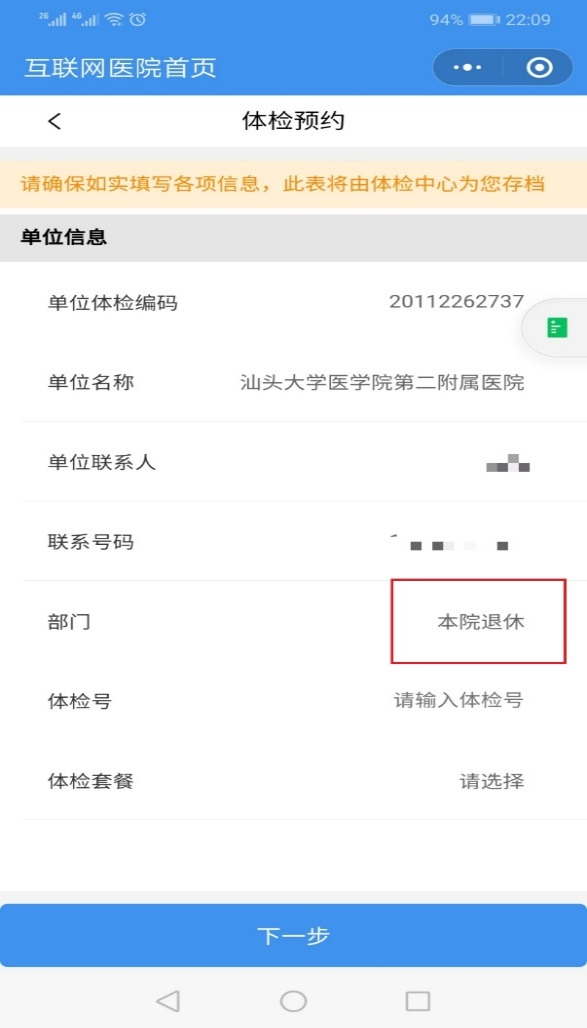 2G 4G 94% 22:09
互联网医院首页
体检预约
请确保如实填写各项信息，此表将由体检中心为您存档
单位信息
单位体检编码 20112262737
单位名称 汕头大学医学院第二附属医院
单位联系人
联系号码
部门 本院退休
体检号 请输入体检号
体检套餐 请选择
下一步